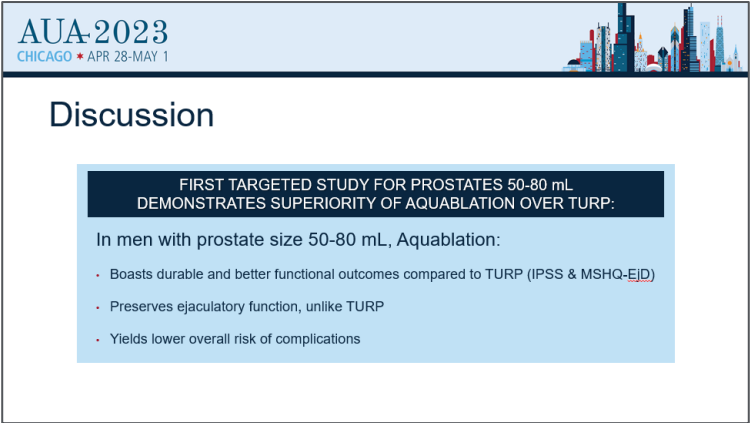 AUA2023
CHICAGO ✶ APR 28-MAY 1
Discussion
FIRST TARGETED STUDY FOR PROSTATES 50-80 mL
DEMONSTRATES SUPERIORITY OF AQUABLATION OVER TURP:
In men with prostate size 50-80 mL, Aquablation:
• Boasts durable and better functional outcomes compared to TURP (IPSS & MSHQ-EjD)
• Preserves ejaculatory function, unlike TURP
• Yields lower overall risk of complications